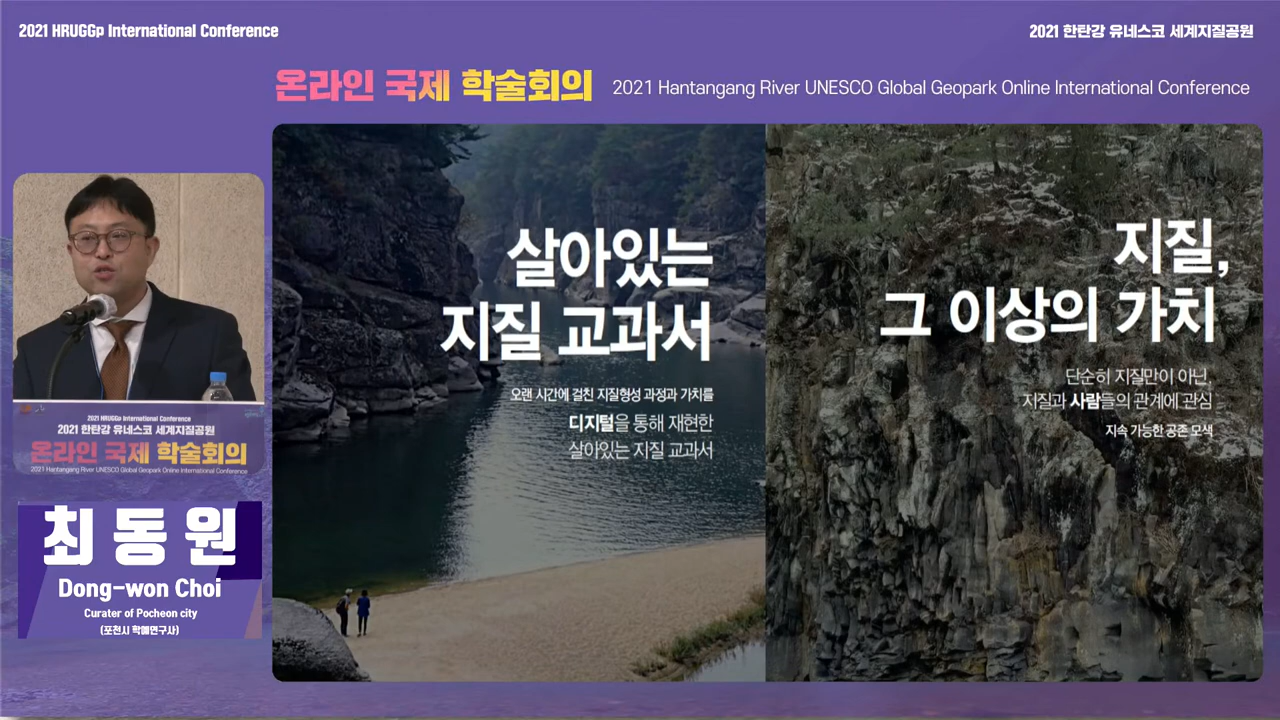 2021 HRUGGp International Conference
2021 한탄강 유네스코 세계지질공원
온라인 국제 학술회의
2021 Hantangang River UNESCO Global Geopark Online International Conference
살아있는
지질 교과서
오랜 시간에 걸친 지질형성 과정과 가치를
디지털을 통해 재현한
살아있는 지질 교과서
지질,
그 이상의 가치
단순히 지질만이 아닌,
지질과 사람들의 관계에 관심
지속 가능한 공존 모색
2021 HRUGGp International Conference
2021 한탄강 유네스코 세계지질공원
온라인 국제 학술회의
2021 Hantangang River UNESCO Global Geopark Online International Conference
최동원
Dong-won Choi
Curater of Pocheon city
(포천시 학예연구사)